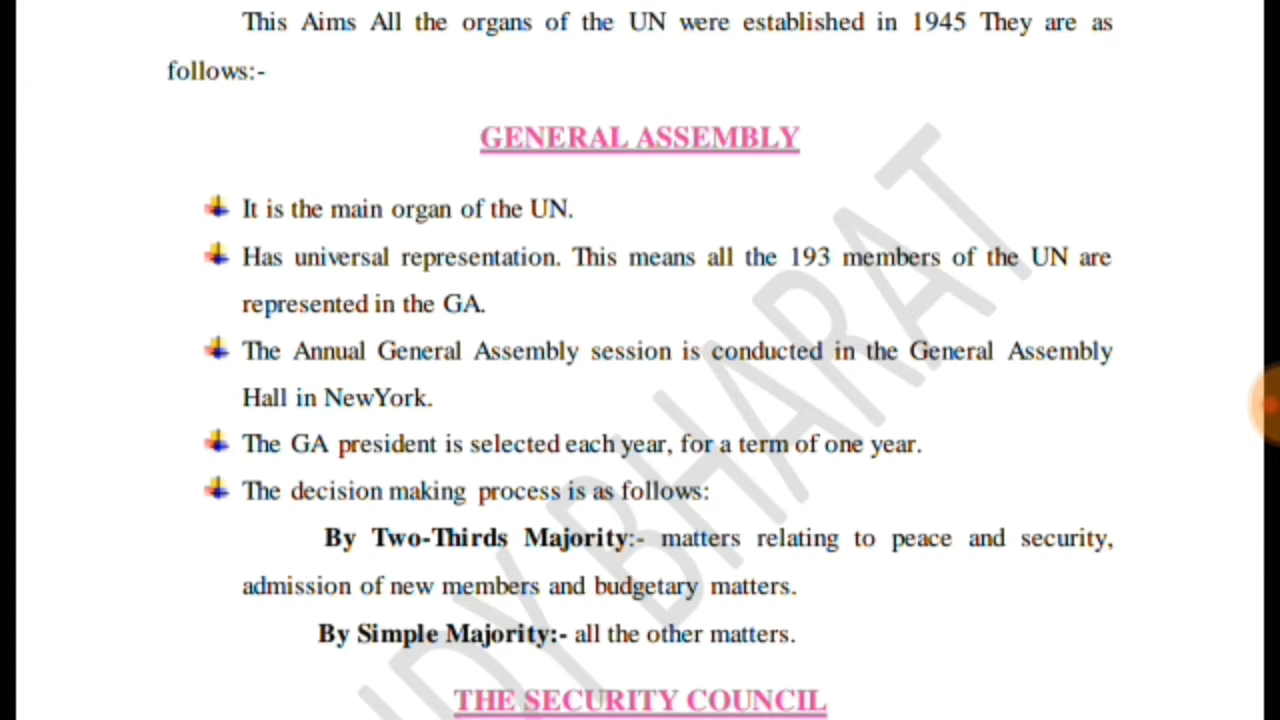 This Aims All the organs of the UN were established in 1945 They are as
follows:-
GENERAL ASSEMBLY
It is the main organ of the UN.
Has universal representation. This means all the 193 members of the UN are
represented in the GA.
The Annual General Assembly session is conducted in the General Assembly
Hall in NewYork.
The GA president is selected each year, for a term of one year.
The decision making process is as follows:
By Two-Thirds Majority:- matters relating to peace and security,
admission of new members and budgetary matters.
By Simple Majority:- all the other matters.
THE SECURITY COUNCIL
BHARAT